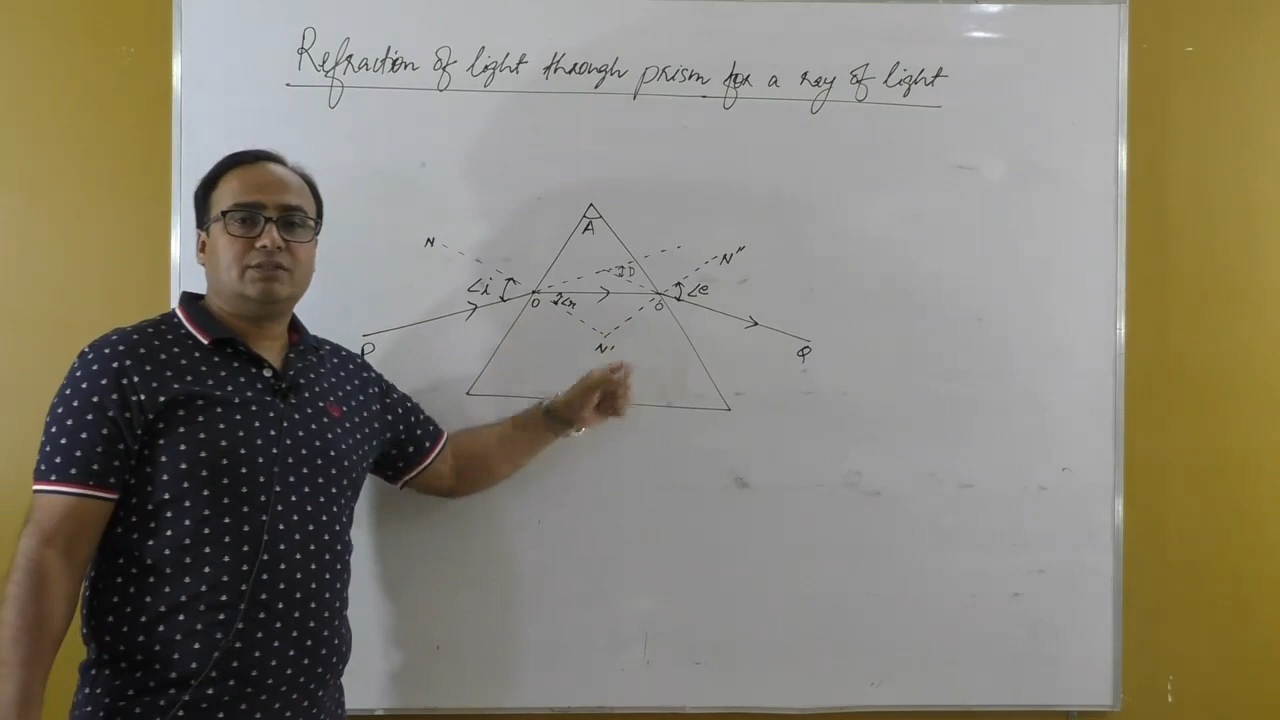 Refraction of light through prism for a ray of light
A
N
N"
∠i
D
∠e
O
∠r
O'
P
N'
Q